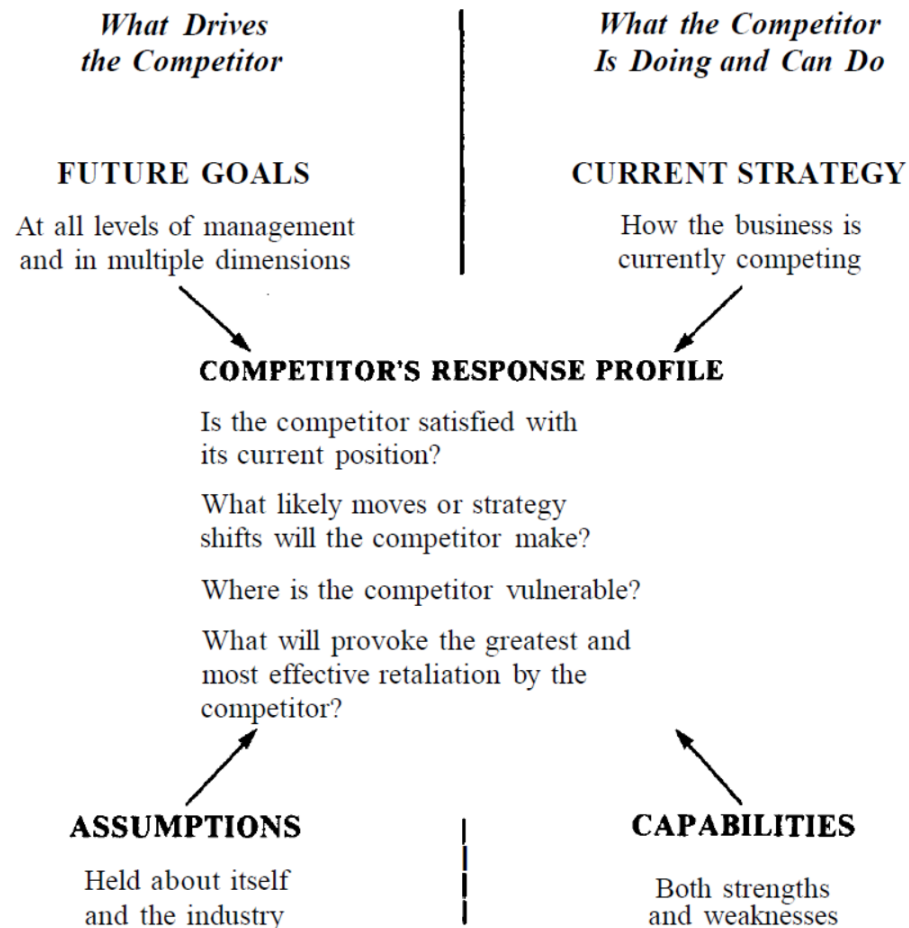 What Drives
the Competitor
What the Competitor
Is Doing and Can Do
FUTURE GOALS
At all levels of management
and in multiple dimensions
CURRENT STRATEGY
How the business is
currently competing
COMPETITOR'S RESPONSE PROFILE
Is the competitor satisfied with
its current position?
What likely moves or strategy
shifts will the competitor make?
Where is the competitor vulnerable?
What will provoke the greatest and
most effective retaliation by the
competitor?
ASSUMPTIONS
Held about itself
and the industry
CAPABILITIES
Both strengths
and weaknesses